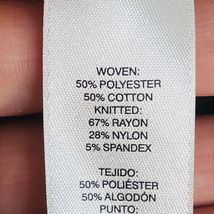 WOVEN:
50% POLYESTER
50% COTTON
KNITTED:
67% RAYON
28% NYLON
5% SPANDEX
TEJIDO:
50% POLIÉSTER
50% ALGODÓN
PUNTO: